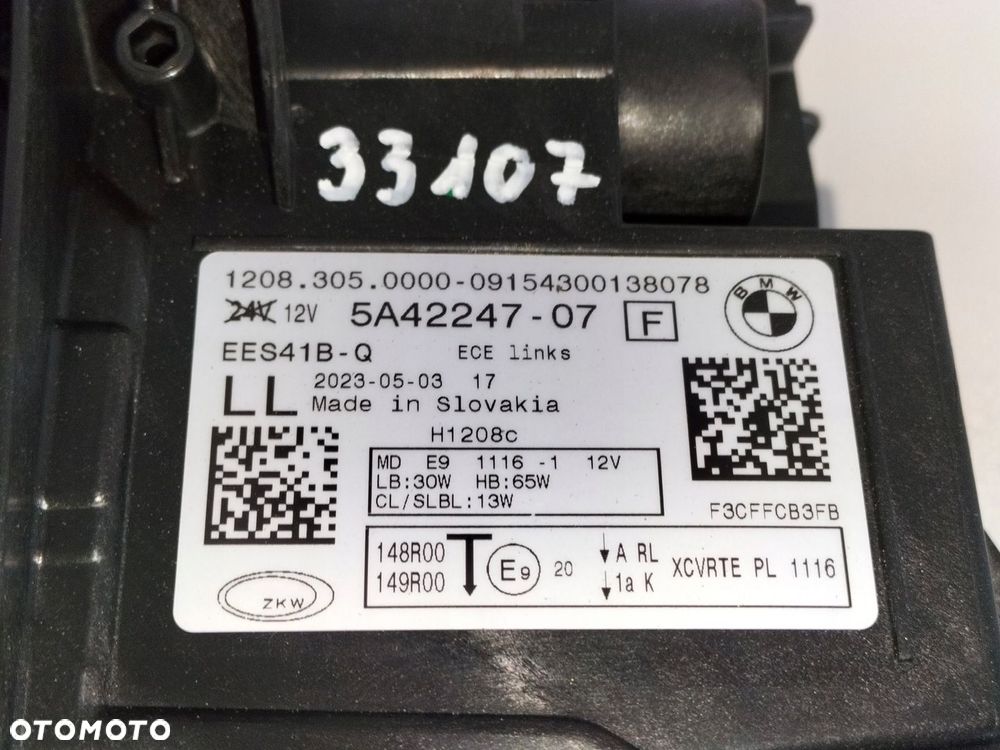 33107
1208.305.0000-09154300138078
24V 12V 5A42247-07 F
BMW
EES41B-Q ECE links
LL 2023-05-03 17
Made in Slovakia
H1208c
MD E9 1116 -1 12V
LB:30W HB:65W
CL/SLBL:13W
F3CFFCB3FB
148R00
149R00
E9 20
↓A RL
↓1a K
XCVRTE PL 1116
ZKW
OTOMOTO